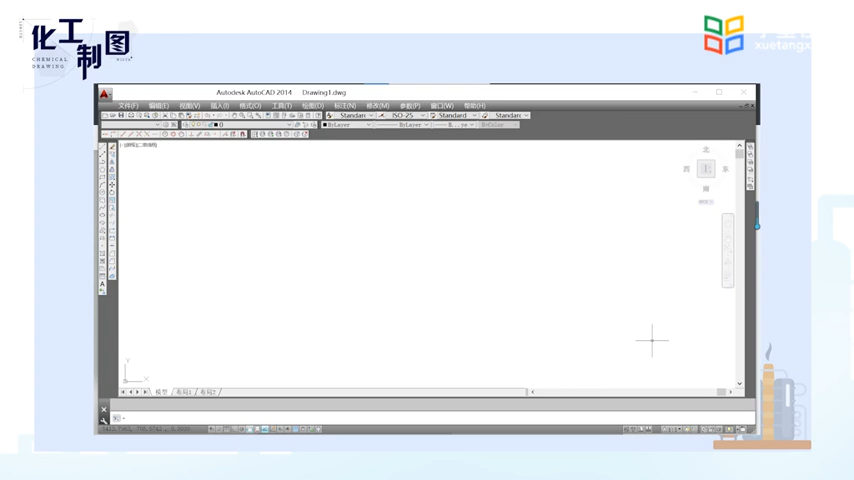 化工制图
CHEMICAL
DRAWING
xuetangx
Autodesk AutoCAD 2014 Drawing1.dwg
文件(F) 编辑(E) 视图(V) 插入(I) 格式(O) 工具(T) 绘图(D) 标注(N) 修改(M) 参数(P) 窗口(W) 帮助(H)
Standard ISO-25 Standard Standard
0 ByLayer ByLayer ByColor
北
西 上 东
南
Y
X
模型 布局1 布局2